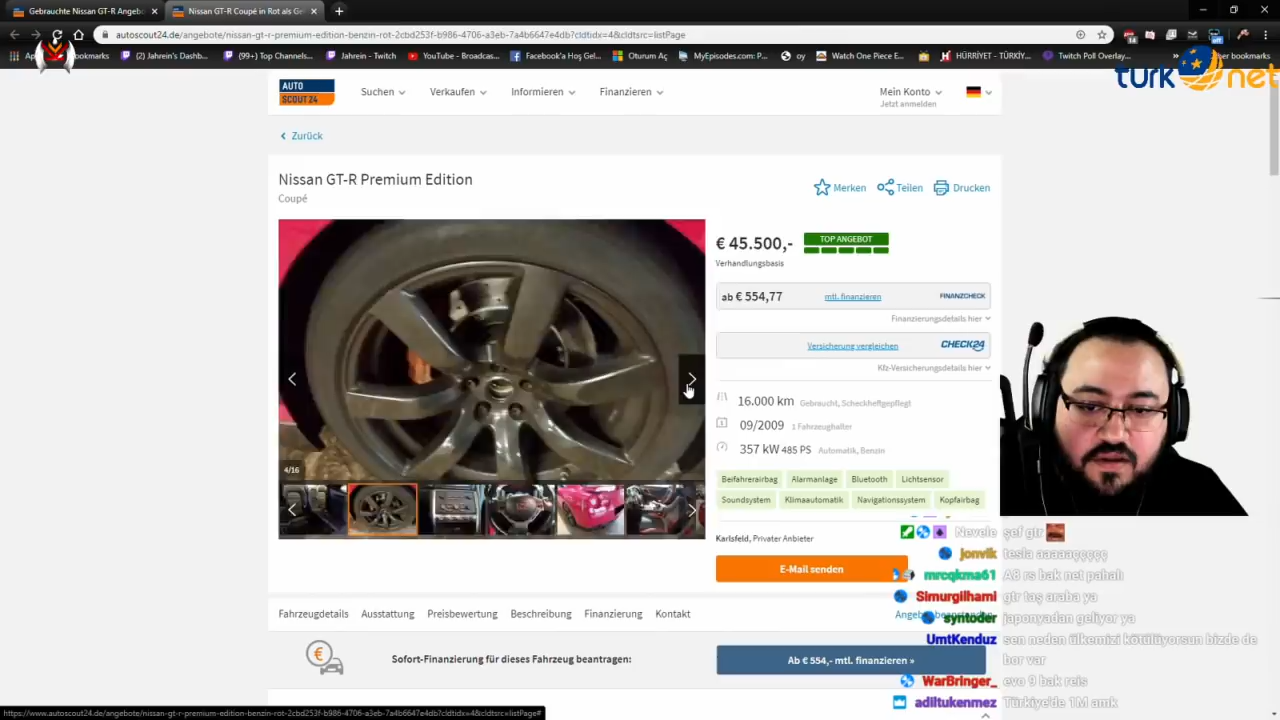 Gebrauchte Nissan GT-R Angeb
Nissan GT-R Coupé in Rot als Ge
autoscout24.de/angebote/nissan-gt-r-premium-edition-benzin-rot-2cbd253f-b986-4706-a3eb-7a4b6647e4db?cldtidx=4&cldtsrc=listPage
(2) Jahrein's Dashb...
(99+) Top Channels...
Jahrein - Twitch
YouTube - Broadcas...
Facebook'a Hoş Gel...
Oturum Aç
MyEpisodes.com: P...
oy
Watch One Piece E...
HÜRRİYET - TÜRKİY...
Twitch Poll Overlay...
türk net
AUTO
SCOUT24
Suchen
Verkaufen
Informieren
Finanzieren
Mein Konto
Jetzt anmelden
Zurück
Nissan GT-R Premium Edition
Coupé
Merken
Teilen
Drucken
€ 45.500,-
TOP ANGEBOT
Verhandlungsbasis
ab € 554,77
mtl. finanzieren
FINANZCHECK
Finanzierungsdetails hier
Versicherung vergleichen
CHECK24
Kfz-Versicherungsdetails hier
16.000 km Gebraucht, Scheckheftgepflegt
09/2009 1 Fahrzeughalter
357 kW 485 PS Automatik, Benzin
Beifahrerairbag Alarmanlage Bluetooth Lichtsensor
Soundsystem Klimaautomatik Navigationssystem Kopfairbag
4/16
Karlsfeld, Privater Anbieter
E-Mail senden
Fahrzeugdetails Ausstattung Preisbewertung Beschreibung Finanzierung Kontakt
Sofort-Finanzierung für dieses Fahrzeug beantragen:
Ab € 554,- mtl. finanzieren »
Nevele şef gtr
jonvik tesla aaaaaççççç
mrcqkma61 A8 rs bak net pahalı
Simurgilhami gtr taş araba ya
syntoder japonyadan geliyor ya
UmtKenduz sen neden ülkemizi kötülüyorsun bizde de
bor var
WarBringer_ evo 9 bak reis
adiltukenmez Türkiye'de 1M amk
https://www.autoscout24.de/angebote/nissan-gt-r-premium-edition-benzin-rot-2cbd253f-b986-4706-a3eb-7a4b6647e4db?cldtidx=4&cldtsrc=listPage#